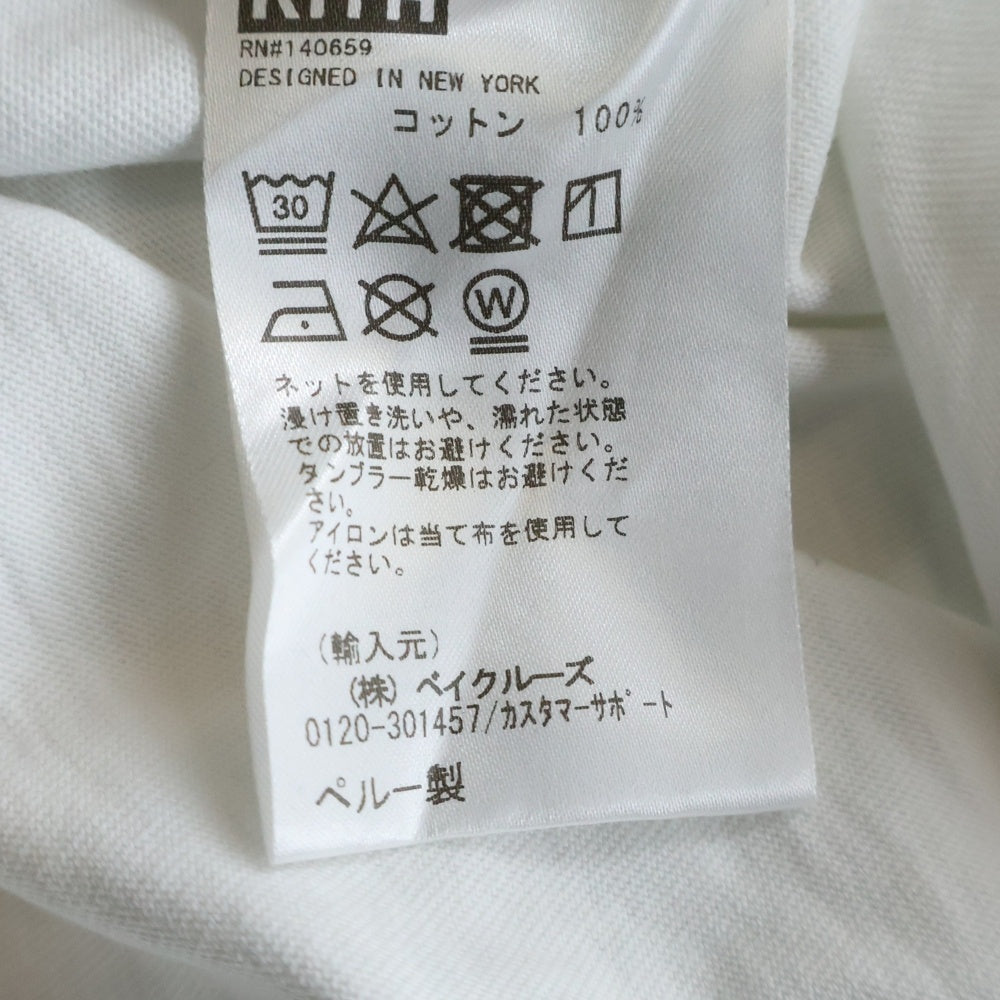 KITH
RN#140659
DESIGNED IN NEW YORK
コットン 100%
30
W
ネットを使用してください。
浸け置き洗いや、濡れた状態
での放置はお避けください。
タンブラー乾燥はお避けくだ
さい。
アイロンは当て布を使用して
ください。
(輸入元)
(株) ベイクルーズ
0120-301457/カスタマーサポート
ペルー製